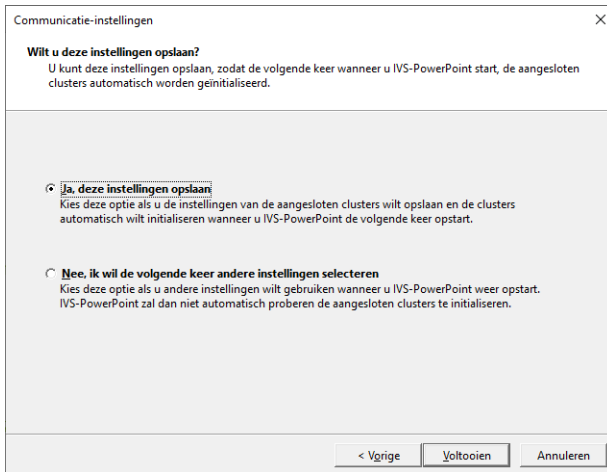 Communicatie-instellingen
Wilt u deze instellingen opslaan?
U kunt deze instellingen opslaan, zodat de volgende keer wanneer u IVS-PowerPoint start, de aangesloten
clusters automatisch worden geïnitialiseerd.
Ja, deze instellingen opslaan
Kies deze optie als u de instellingen van de aangesloten clusters wilt opslaan en de clusters
automatisch wilt initialiseren wanneer u IVS-PowerPoint de volgende keer opstart.
Nee, ik wil de volgende keer andere instellingen selecteren
Kies deze optie als u andere instellingen wilt gebruiken wanneer u IVS-PowerPoint weer opstart.
IVS-PowerPoint zal dan niet automatisch proberen de aangesloten clusters te initialiseren.
< Vorige Voltooien Annuleren